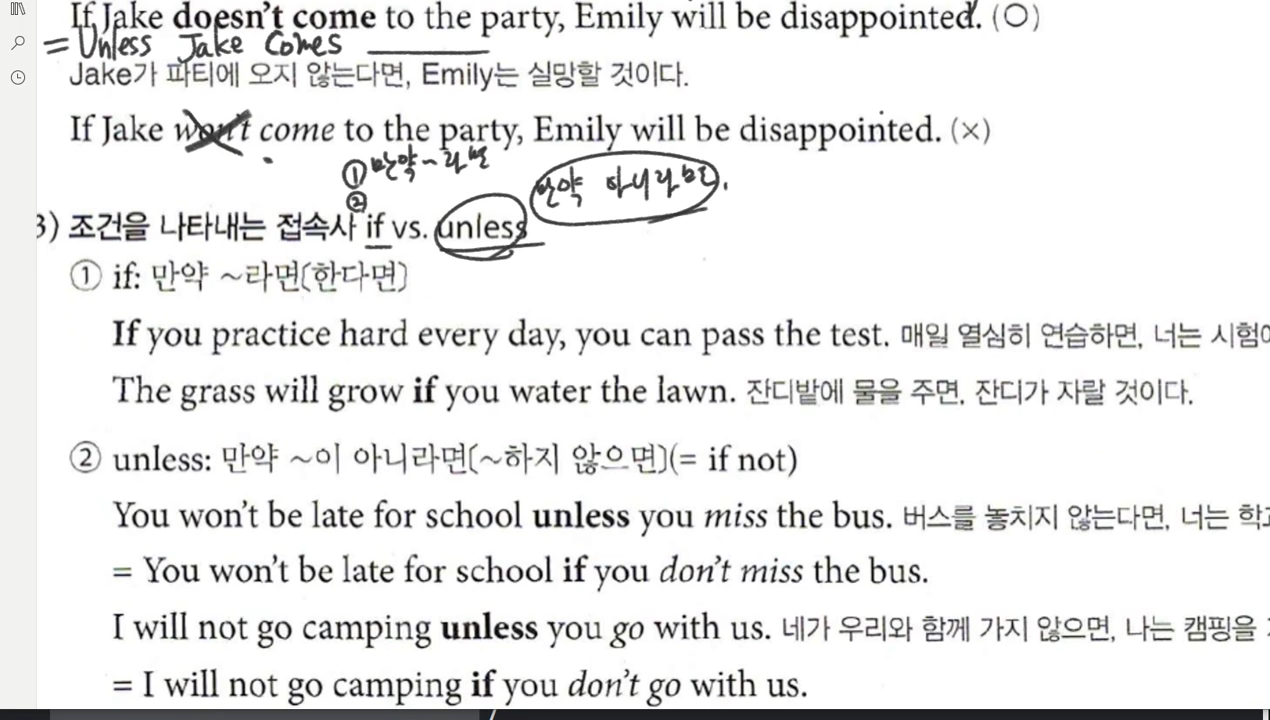 If Jake doesn't come to the party, Emily will be disappointed. (○)
= Unless Jake Comes
Jake가 파티에 오지 않는다면, Emily는 실망할 것이다.
If Jake won't come to the party, Emily will be disappointed. (×)
① 만약~라면
②
만약 아니라면.
3) 조건을 나타내는 접속사 if vs. unless
① if: 만약 ~라면(한다면)
If you practice hard every day, you can pass the test. 매일 열심히 연습하면, 너는 시험에
The grass will grow if you water the lawn. 잔디밭에 물을 주면, 잔디가 자랄 것이다.
② unless: 만약 ~이 아니라면(~하지 않으면)(= if not)
You won't be late for school unless you miss the bus. 버스를 놓치지 않는다면, 너는 학교
= You won't be late for school if you don't miss the bus.
I will not go camping unless you go with us. 네가 우리와 함께 가지 않으면, 나는 캠핑을
= I will not go camping if you don't go with us.